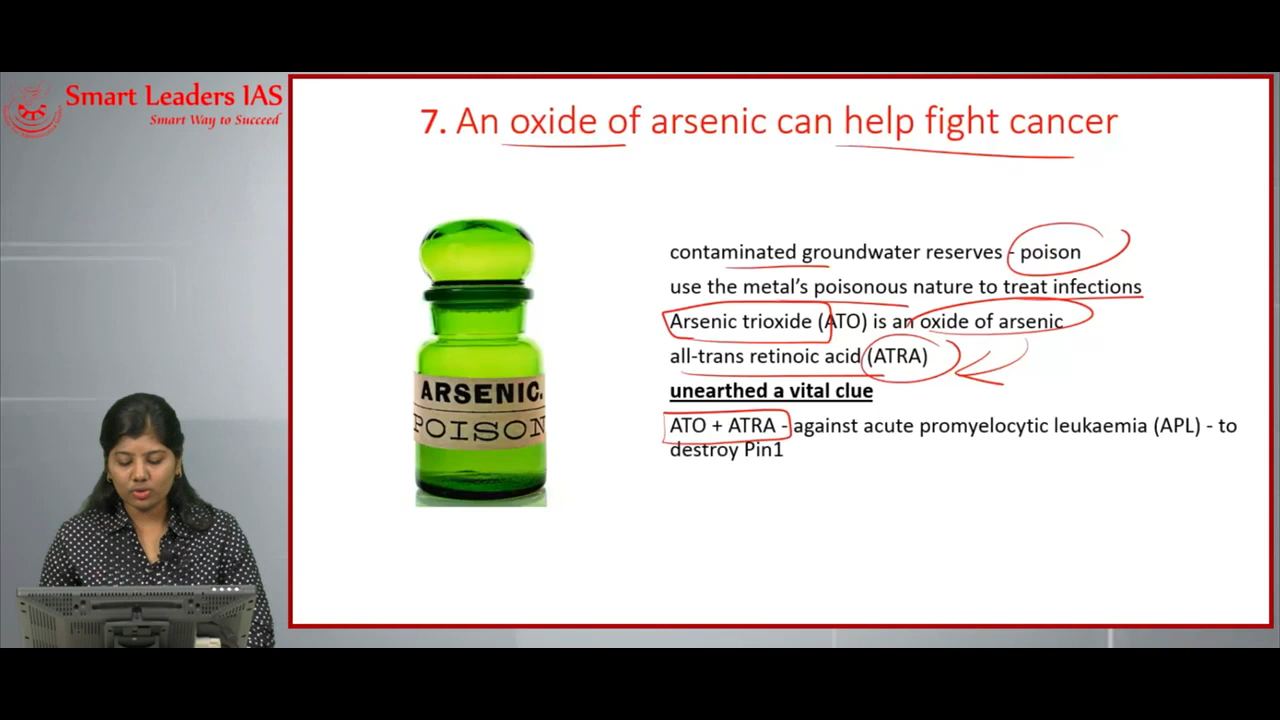 Smart Leaders IAS
Smart Way to Succeed
7. An oxide of arsenic can help fight cancer
contaminated groundwater reserves - poison
use the metal's poisonous nature to treat infections
Arsenic trioxide (ATO) is an oxide of arsenic
all-trans retinoic acid (ATRA)
unearthed a vital clue
ATO + ATRA - against acute promyelocytic leukaemia (APL) - to
destroy Pin1
ARSENIC.
POISON